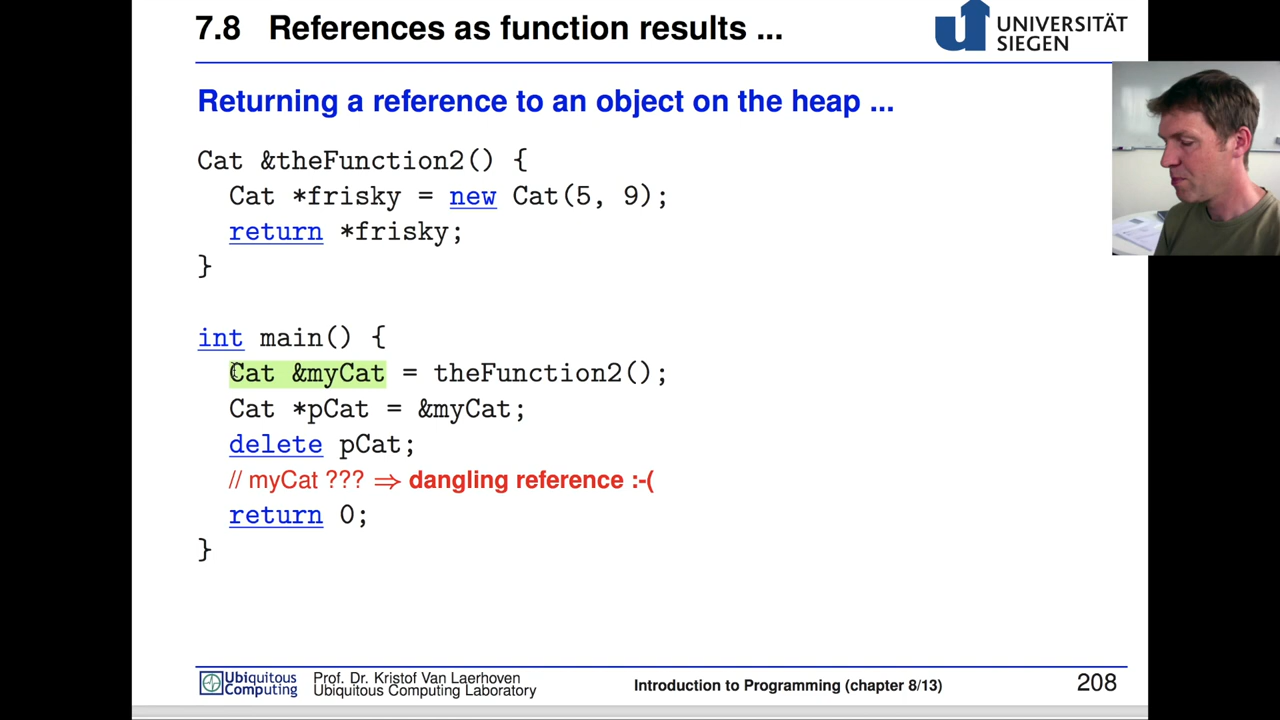 7.8 References as function results ...
UNIVERSITÄT
SIEGEN
Returning a reference to an object on the heap ...
Cat &theFunction2() {
Cat *frisky = new Cat(5, 9);
return *frisky;
}
int main() {
Cat &myCat = theFunction2();
Cat *pCat = &myCat;
delete pCat;
// myCat ??? ⇒ dangling reference :-(
return 0;
}
Ubiquitous
Computing
Prof. Dr. Kristof Van Laerhoven
Ubiquitous Computing Laboratory
Introduction to Programming (chapter 8/13)
208